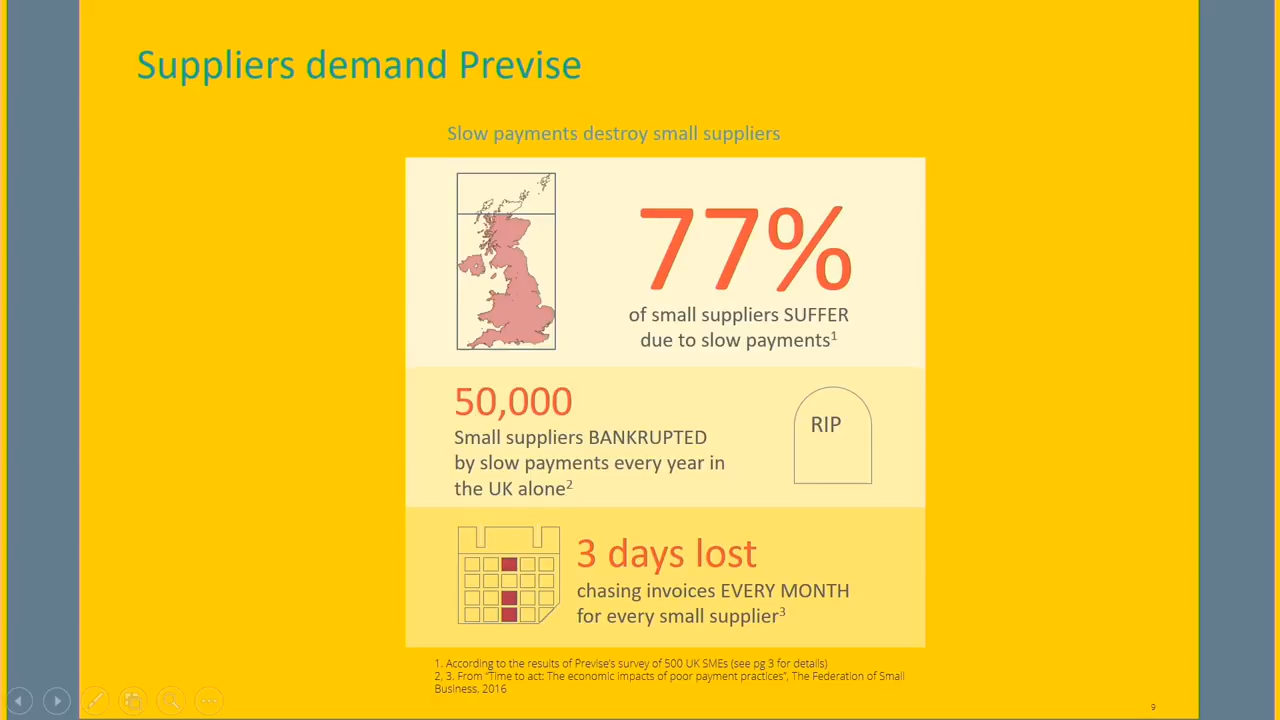 Suppliers demand Previse
Slow payments destroy small suppliers
77%
of small suppliers SUFFER
due to slow payments¹
50,000
Small suppliers BANKRUPTED
by slow payments every year in
the UK alone²
RIP
3 days lost
chasing invoices EVERY MONTH
for every small supplier³
1. According to the results of Previse's survey of 500 UK SMEs (see pg 3 for details)
2, 3. From "Time to act: The economic impacts of poor payment practices", The Federation of Small
Business, 2016
9